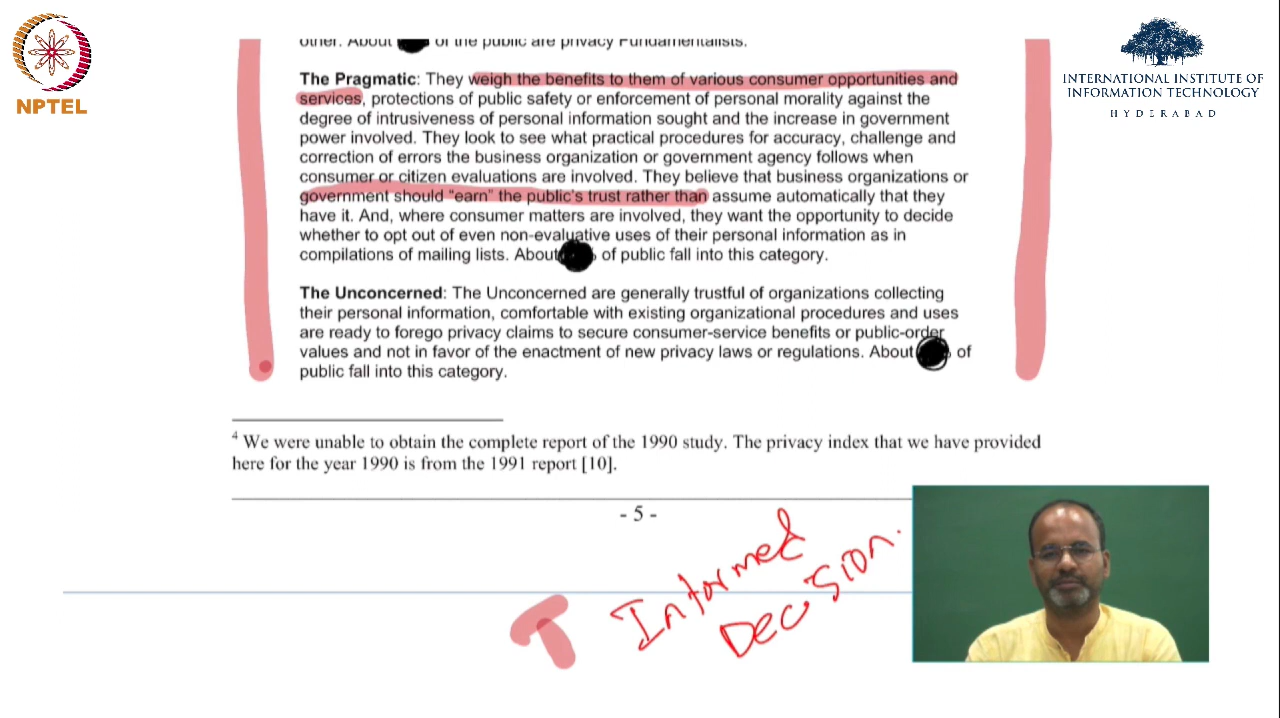 other. About of the public are privacy Fundamentalists.
The Pragmatic: They weigh the benefits to them of various consumer opportunities and
services, protections of public safety or enforcement of personal morality against the
degree of intrusiveness of personal information sought and the increase in government
power involved. They look to see what practical procedures for accuracy, challenge and
correction of errors the business organization or government agency follows when
consumer or citizen evaluations are involved. They believe that business organizations or
government should "earn" the public's trust rather than assume automatically that they
have it. And, where consumer matters are involved, they want the opportunity to decide
whether to opt out of even non-evaluative uses of their personal information as in
compilations of mailing lists. About of public fall into this category.
The Unconcerned: The Unconcerned are generally trustful of organizations collecting
their personal information, comfortable with existing organizational procedures and uses
are ready to forego privacy claims to secure consumer-service benefits or public-order
values and not in favor of the enactment of new privacy laws or regulations. About of
public fall into this category.
4 We were unable to obtain the complete report of the 1990 study. The privacy index that we have provided
here for the year 1990 is from the 1991 report [10].
- 5 -
T
Informed
Decision.
NPTEL
INTERNATIONAL INSTITUTE OF
INFORMATION TECHNOLOGY
HYDERABAD